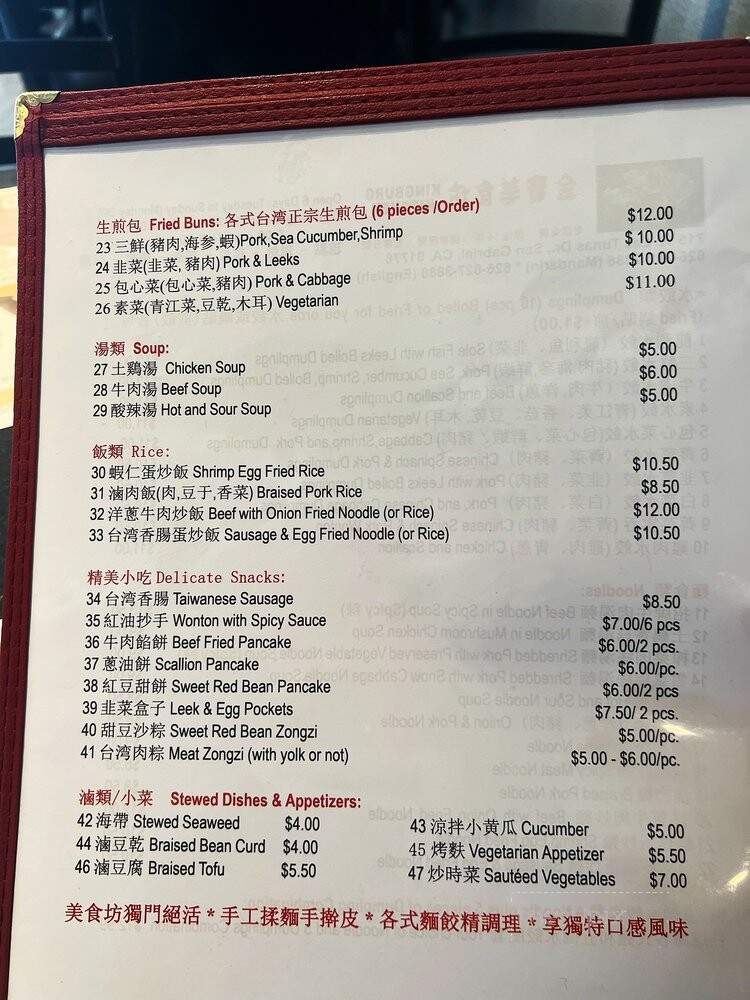 生煎包 Fried Buns: 各式台湾正宗生煎包 (6 pieces /Order)
23 三鮮(豬肉,海参,蝦)Pork,Sea Cucumber,Shrimp $12.00
24 韭菜(韭菜, 豬肉) Pork & Leeks $ 10.00
25 包心菜(包心菜,豬肉) Pork & Cabbage $10.00
26 素菜(青江菜,豆乾,木耳) Vegetarian $11.00
湯類 Soup:
27 土鷄湯 Chicken Soup $5.00
28 牛肉湯 Beef Soup $6.00
29 酸辣湯 Hot and Sour Soup $5.00
飯類 Rice:
30 蝦仁蛋炒飯 Shrimp Egg Fried Rice $10.50
31 滷肉飯(肉,豆于,香菜) Braised Pork Rice $8.50
32 洋蔥牛肉炒飯 Beef with Onion Fried Noodle (or Rice) $12.00
33 台湾香腸蛋炒飯 Sausage & Egg Fried Noodle (or Rice) $10.50
精美小吃 Delicate Snacks:
34 台湾香腸 Taiwanese Sausage $8.50
35 紅油抄手 Wonton with Spicy Sauce $7.00/6 pcs
36 牛肉餡餅 Beef Fried Pancake $6.00/2 pcs.
37 蔥油餅 Scallion Pancake $6.00/pc.
38 紅豆甜餅 Sweet Red Bean Pancake $6.00/2 pcs
39 韭菜盒子 Leek & Egg Pockets $7.50/ 2 pcs.
40 甜豆沙粽 Sweet Red Bean Zongzi $5.00/pc.
41 台湾肉粽 Meat Zongzi (with yolk or not) $5.00 - $6.00/pc.
滷類/小菜 Stewed Dishes & Appetizers:
42 海帶 Stewed Seaweed $4.00 43 涼拌小黄瓜 Cucumber $5.00
44 滷豆乾 Braised Bean Curd $4.00 45 烤麩 Vegetarian Appetizer $5.50
46 滷豆腐 Braised Tofu $5.50 47 炒時菜 Sautéed Vegetables $7.00
美食坊獨門絕活 * 手工揉麵手擀皮 * 各式麵餃精調理 * 享獨特口感風味